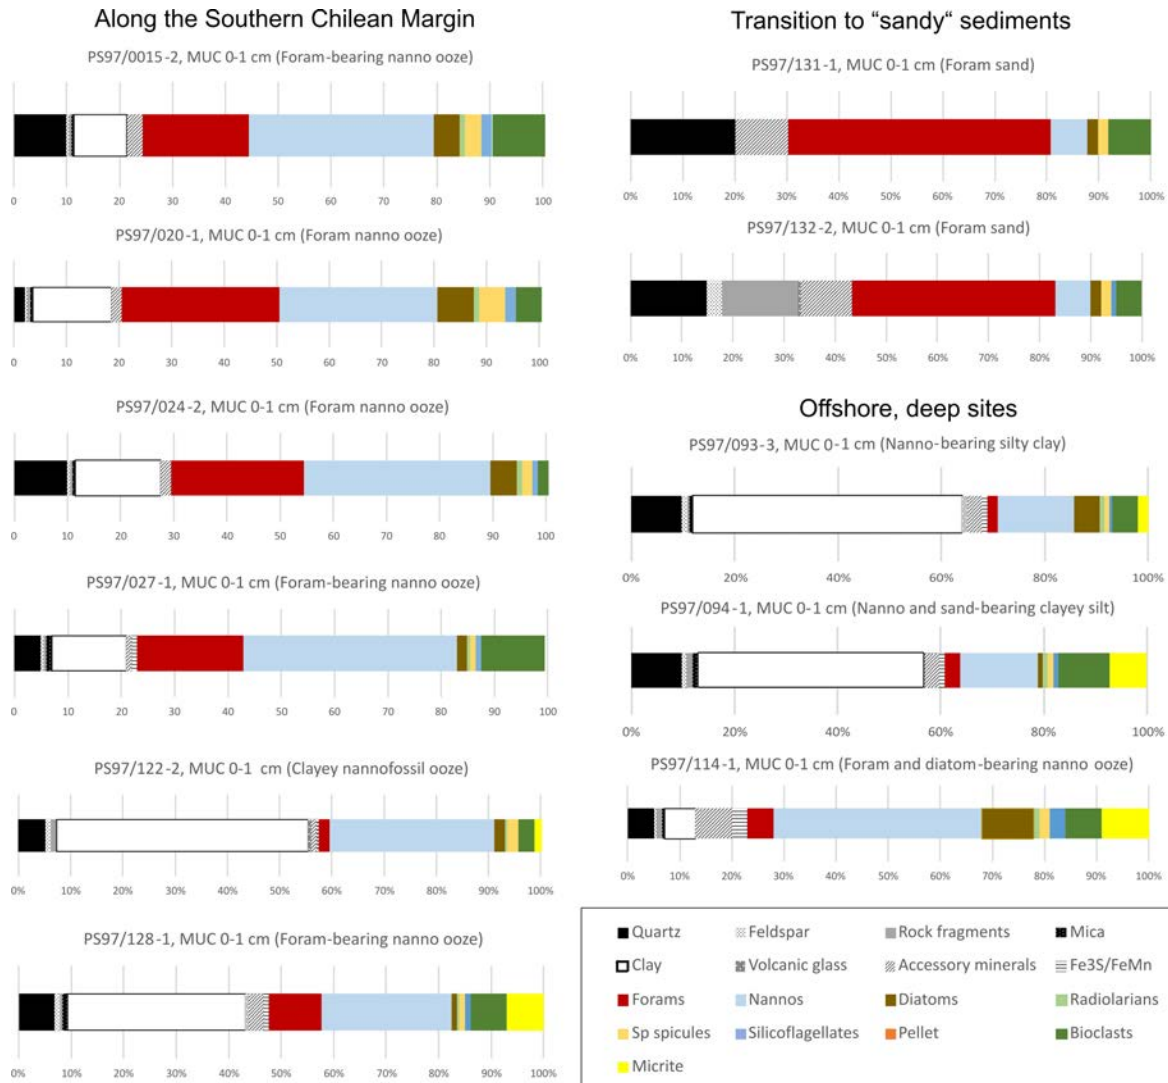 Along the Southern Chilean Margin
PS97/0015-2, MUC 0-1 cm (Foram-bearing nanno ooze)
0 10 20 30 40 50 60 70 80 90 100
PS97/020-1, MUC 0-1 cm (Foram nanno ooze)
0 10 20 30 40 50 60 70 80 90 100
PS97/024-2, MUC 0-1 cm (Foram nanno ooze)
0 10 20 30 40 50 60 70 80 90 100
PS97/027-1, MUC 0-1 cm (Foram-bearing nanno ooze)
0 10 20 30 40 50 60 70 80 90 100
PS97/122-2, MUC 0-1 cm (Clayey nannofossil ooze)
0% 10% 20% 30% 40% 50% 60% 70% 80% 90% 100%
PS97/128-1, MUC 0-1 cm (Foram-bearing nanno ooze)
0% 10% 20% 30% 40% 50% 60% 70% 80% 90% 100%
Transition to “sandy“ sediments
PS97/131-1, MUC 0-1 cm (Foram sand)
0% 10% 20% 30% 40% 50% 60% 70% 80% 90% 100%
PS97/132-2, MUC 0-1 cm (Foram sand)
0% 10% 20% 30% 40% 50% 60% 70% 80% 90% 100%
Offshore, deep sites
PS97/093-3, MUC 0-1 cm (Nanno-bearing silty clay)
0% 20% 40% 60% 80% 100%
PS97/094-1, MUC 0-1 cm (Nanno and sand-bearing clayey silt)
0% 20% 40% 60% 80% 100%
PS97/114-1, MUC 0-1 cm (Foram and diatom-bearing nanno ooze)
0% 10% 20% 30% 40% 50% 60% 70% 80% 90% 100%
Quartz Feldspar Rock fragments Mica
Clay Volcanic glass Accessory minerals Fe3S/FeMn
Forams Nannos Diatoms Radiolarians
Sp spicules Silicoflagellates Pellet Bioclasts
Micrite